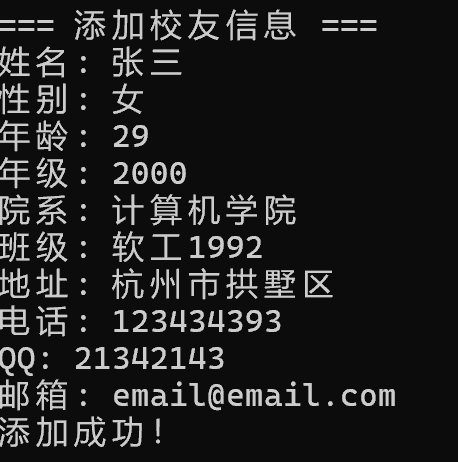 === 添加校友信息 ===
姓名: 张三
性别: 女
年龄: 29
年级: 2000
院系: 计算机学院
班级: 软工1992
地址: 杭州市拱墅区
电话: 123434393
QQ: 21342143
邮箱: email@email.com
添加成功!